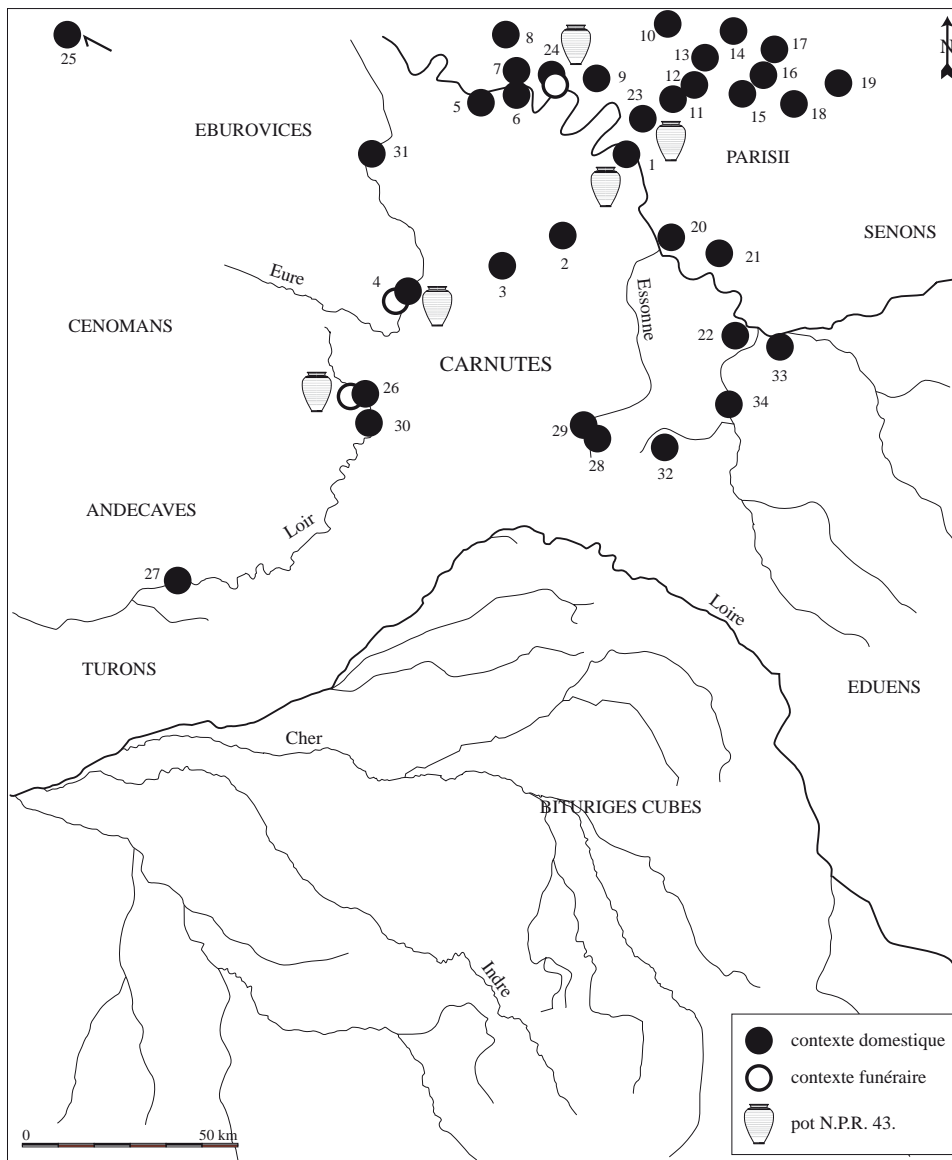 10
14
N
8
24
13
17
25
7
9
12
16
19
5
6
23
11
15
18
EBUROVICES
31
1
PARISII
20
SENONS
2
21
3
Eure
4
Essonne
CENOMANS
22
33
CARNUTES
26
34
30
29
28
32
ANDECAVES
Loir
27
Loire
TURONS
EDUENS
Cher
BITURIGES CUBES
Indre
contexte domestique
contexte funéraire
pot N.P.R. 43.
0 50 km